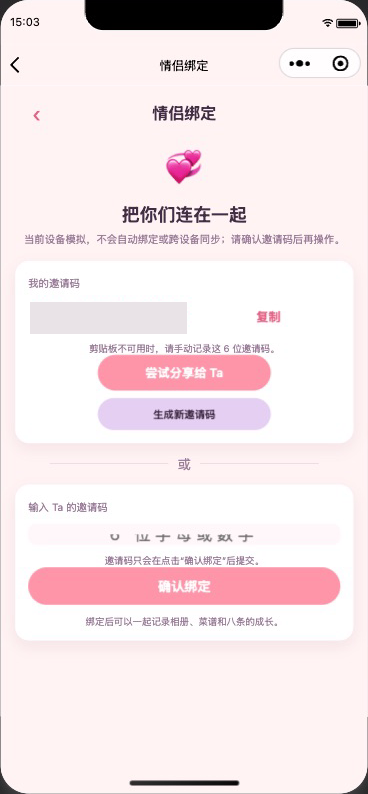 15:03
情侣绑定
情侣绑定
把你们连在一起
当前设备模拟，不会自动绑定或跨设备同步；请确认邀请码后再操作。
我的邀请码
复制
剪贴板不可用时，请手动记录这 6 位邀请码。
尝试分享给 Ta
生成新邀请码
或
输入 Ta 的邀请码
6 位字母或数字
邀请码只会在点击“确认绑定”后提交。
确认绑定
绑定后可以一起记录相册、菜谱和八条的成长。